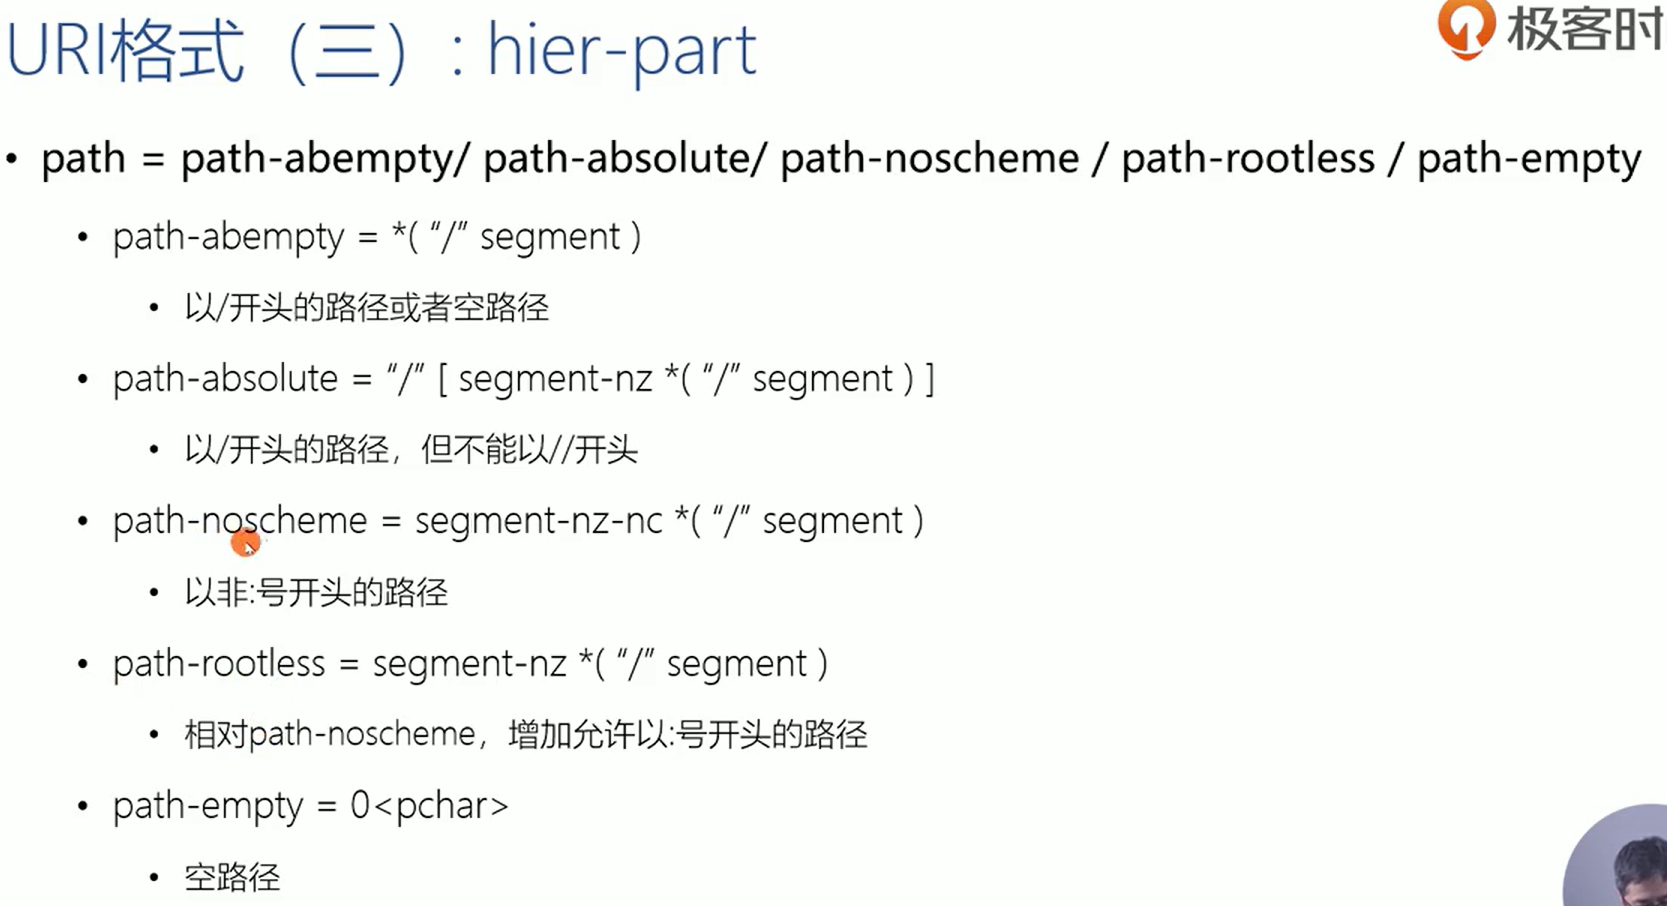 URI格式（三）: hier-part
极客时
• path = path-abempty/ path-absolute/ path-noscheme / path-rootless / path-empty
• path-abempty = *( “/” segment )
• 以/开头的路径或者空路径
• path-absolute = “/” [ segment-nz *( “/” segment ) ]
• 以/开头的路径，但不能以//开头
• path-noscheme = segment-nz-nc *( “/” segment )
• 以非:号开头的路径
• path-rootless = segment-nz *( “/” segment )
• 相对path-noscheme，增加允许以:号开头的路径
• path-empty = 0<pchar>
• 空路径